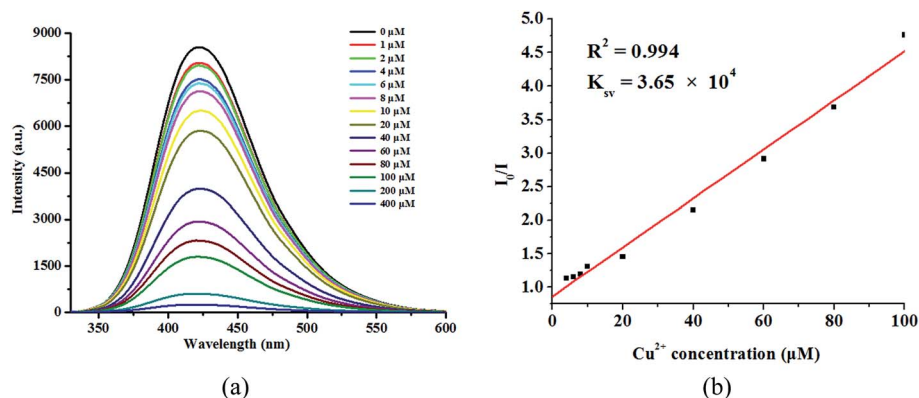 (a)
9000
7500
6000
4500
3000
1500
0
Intensity (a.u.)
350
400
450
500
550
600
Wavelength (nm)
0 µM
1 µM
2 µM
4 µM
6 µM
8 µM
10 µM
20 µM
40 µM
60 µM
80 µM
100 µM
200 µM
400 µM
(a)
b)
5.0
4.5
4.0
3.5
3.0
2.5
2.0
1.5
1.0
I₀/I
R² = 0.994
Kₛᵥ = 3.65 × 10⁴
0
20
40
60
80
100
Cu²⁺ concentration (µM)
(b)